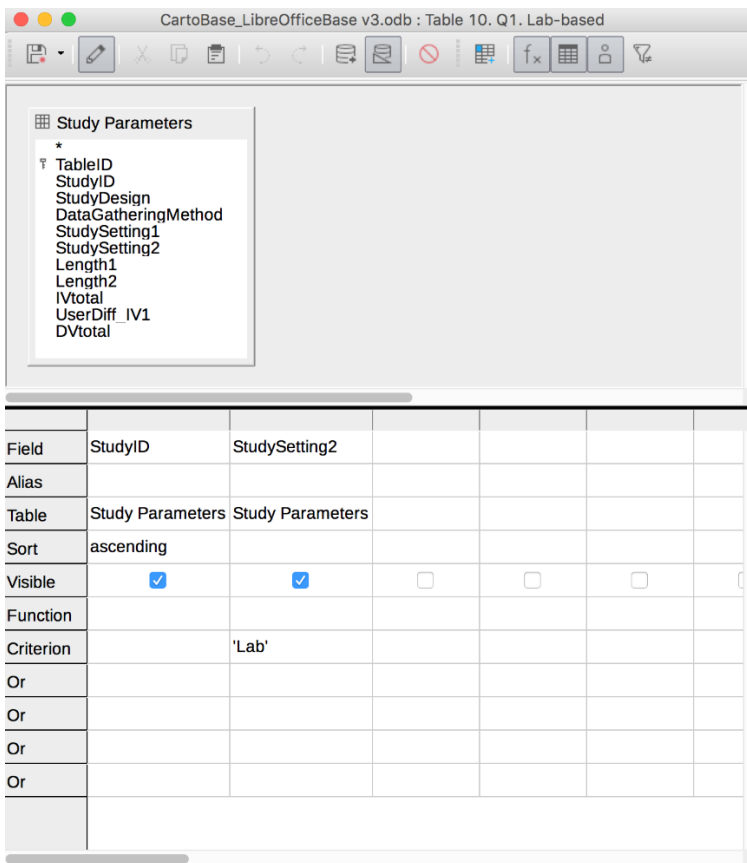 CartoBase_LibreOfficeBase v3.odb : Table 10. Q1. Lab-based
Study Parameters
*
TableID
StudyID
StudyDesign
DataGatheringMethod
StudySetting1
StudySetting2
Length1
Length2
IVtotal
UserDiff_IV1
DVtotal
Field StudyID StudySetting2
Alias
Table Study Parameters Study Parameters
Sort ascending
Visible
Function
Criterion 'Lab'
Or
Or
Or
Or